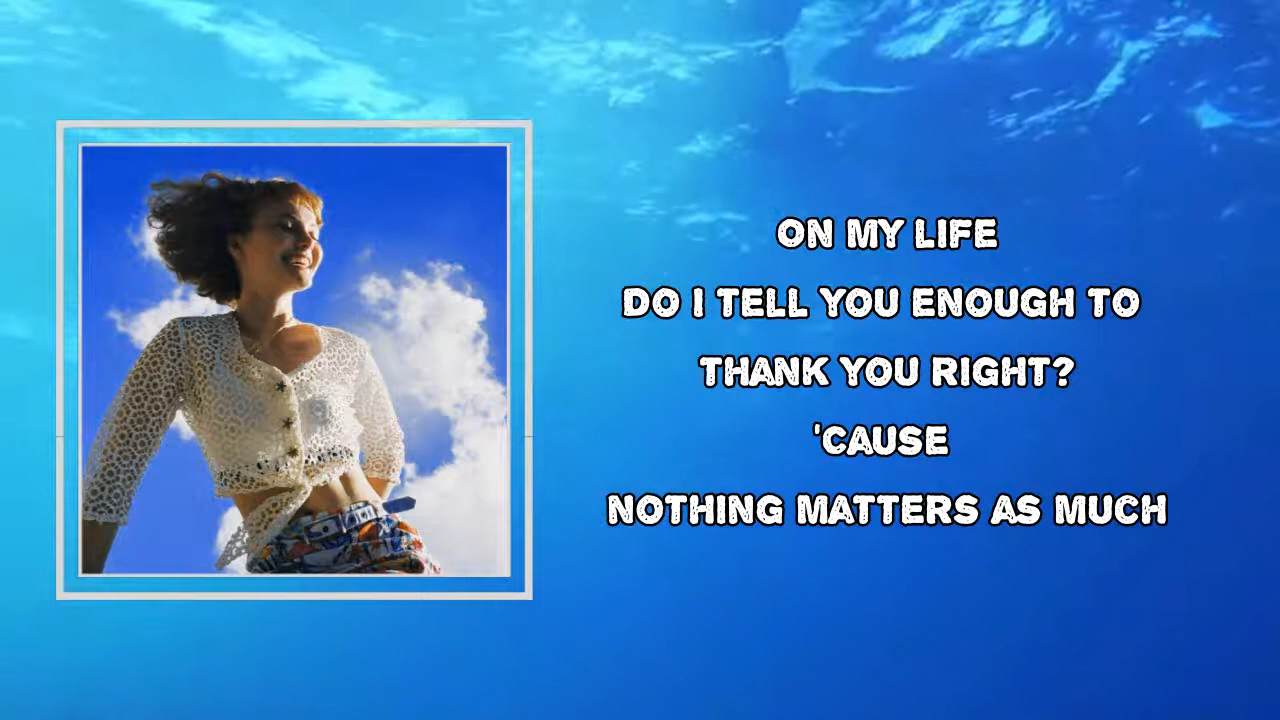 ON MY LIFE
DO I TELL YOU ENOUGH TO
THANK YOU RIGHT?
'CAUSE
NOTHING MATTERS AS MUCH